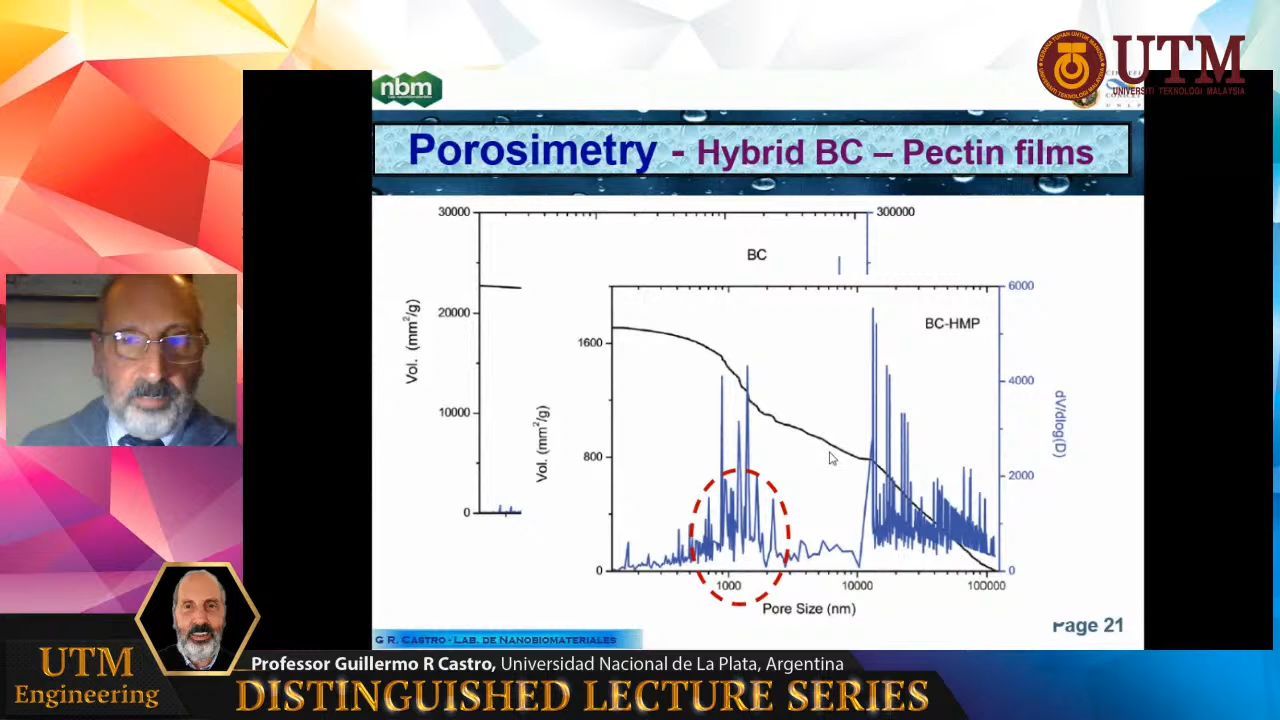 nbm
UTM
UNIVERSITI TEKNOLOGI MALAYSIA
Porosimetry - Hybrid BC – Pectin films
30000
300000
BC
6000
BC-HMP
20000
1600
Vol. (mm²/g)
4000
dV/dlog(D)
10000
Vol. (mm²/g)
800
2000
0
0
0
1000
10000
100000
Pore Size (nm)
Page 21
G R. CASTRO - LAB. DE NANOBIOMATERIALES
UTM
Engineering
Professor Guillermo R Castro, Universidad Nacional de La Plata, Argentina
DISTINGUISHED LECTURE SERIES